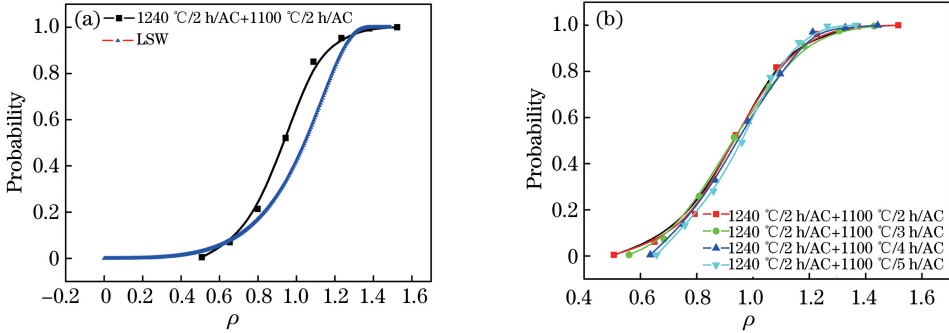 (a)
1240 ℃/2 h/AC+1100 ℃/2 h/AC
LSW
Probability
1.0
0.8
0.6
0.4
0.2
0
−0.2
0
0.2
0.4
0.6
0.8
1.0
1.2
1.4
1.6
ρ
(b)
1240 ℃/2 h/AC+1100 ℃/2 h/AC
1240 ℃/2 h/AC+1100 ℃/3 h/AC
1240 ℃/2 h/AC+1100 ℃/4 h/AC
1240 ℃/2 h/AC+1100 ℃/5 h/AC
Probability
1.0
0.8
0.6
0.4
0.2
0
0.4
0.6
0.8
1.0
1.2
1.4
1.6
ρ